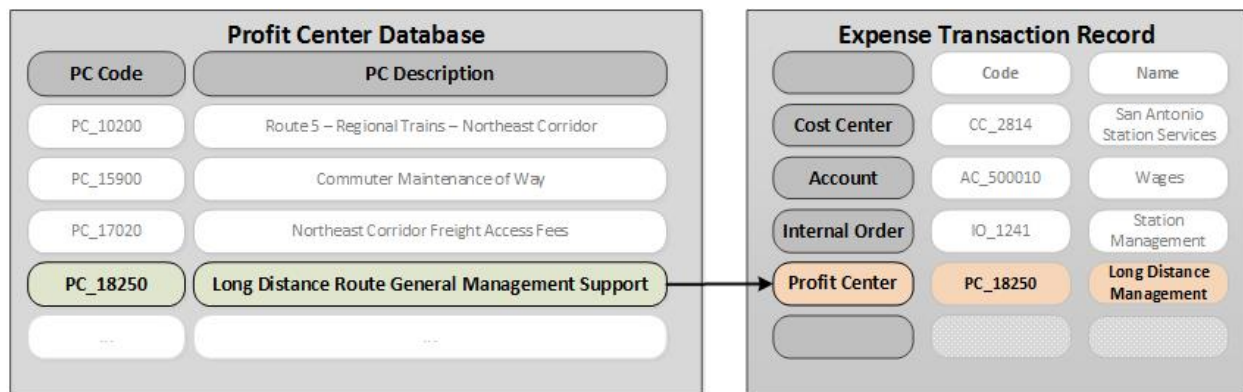 Profit Center Database
PC Code
PC Description
PC_10200
Route 5 – Regional Trains – Northeast Corridor
PC_15900
Commuter Maintenance of Way
PC_17020
Northeast Corridor Freight Access Fees
PC_18250
Long Distance Route General Management Support
...
...
Expense Transaction Record
Code
Name
Cost Center
CC_2814
San Antonio
Station Services
Account
AC_500010
Wages
Internal Order
IO_1241
Station
Management
Profit Center
PC_18250
Long Distance
Management